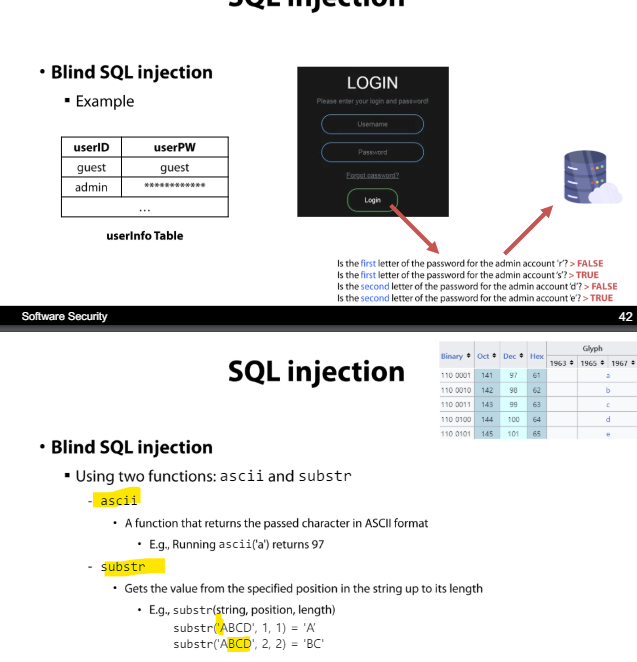 SQL injection
• Blind SQL injection
▪ Example
userID userPW
guest guest
admin ************
...
userInfo Table
LOGIN
Please enter your login and password!
Username
Password
Forgot password?
Login
Is the first letter of the password for the admin account 'r'? > FALSE
Is the first letter of the password for the admin account 's'? > TRUE
Is the second letter of the password for the admin account 'd'? > FALSE
Is the second letter of the password for the admin account 'e'? > TRUE
Software Security 42
SQL injection
Binary Oct Dec Hex Glyph
1963 1965 1967
110 0001 141 97 61 a
110 0010 142 98 62 b
110 0011 143 99 63 c
110 0100 144 100 64 d
110 0101 145 101 65 e
• Blind SQL injection
▪ Using two functions: ascii and substr
- ascii
• A function that returns the passed character in ASCII format
• E.g., Running ascii('a') returns 97
- substr
• Gets the value from the specified position in the string up to its length
• E.g., substr(string, position, length)
substr('ABCD', 1, 1) = 'A'
substr('ABCD', 2, 2) = 'BC'